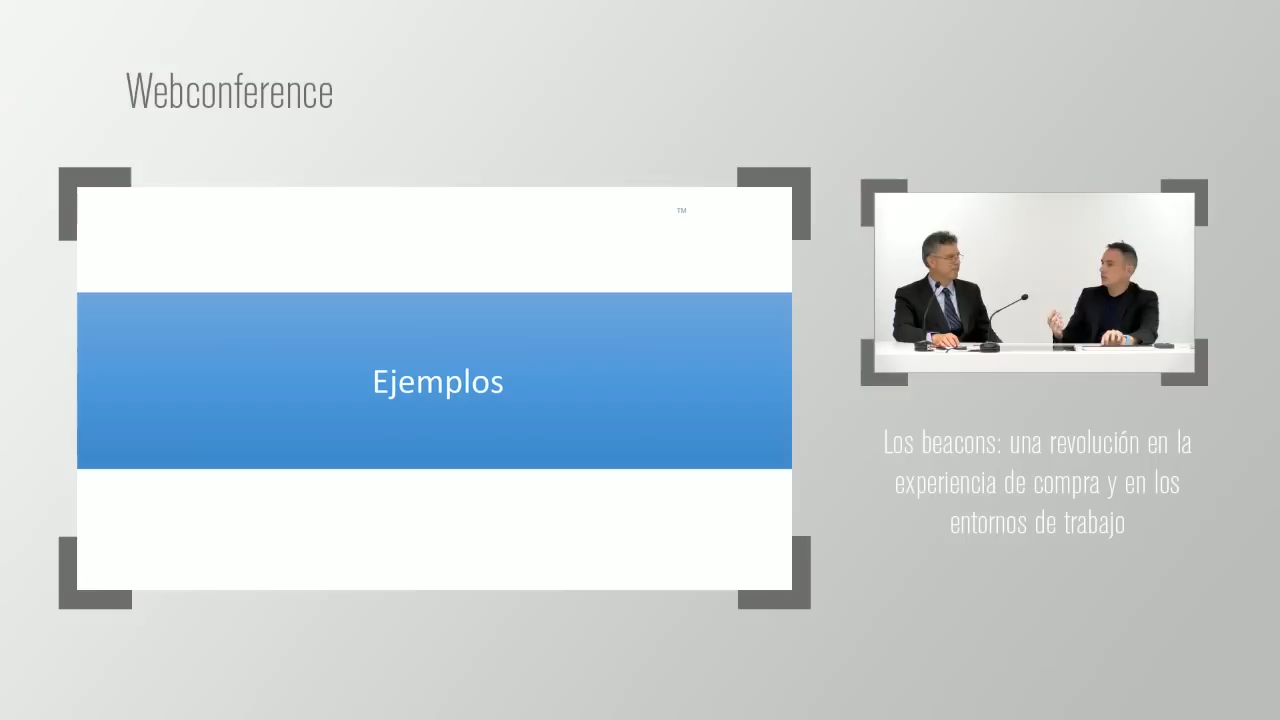 Webconference
TM
Ejemplos
Los beacons: una revolución en la
experiencia de compra y en los
entornos de trabajo